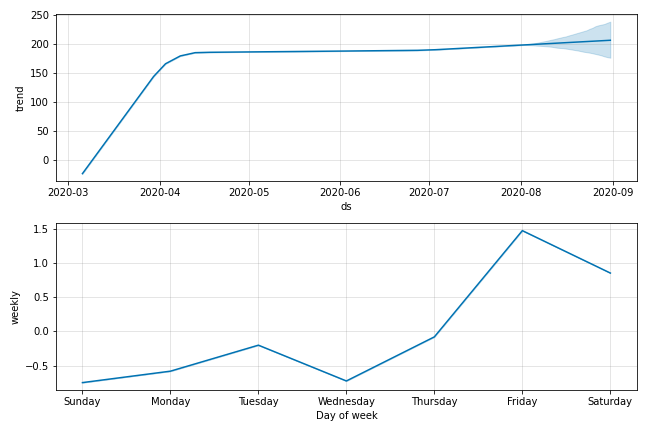 250
200
150
100
50
0
trend
2020-03 2020-04 2020-05 2020-06 2020-07 2020-08 2020-09
ds
1.5
1.0
0.5
0.0
−0.5
weekly
Sunday Monday Tuesday Wednesday Thursday Friday Saturday
Day of week